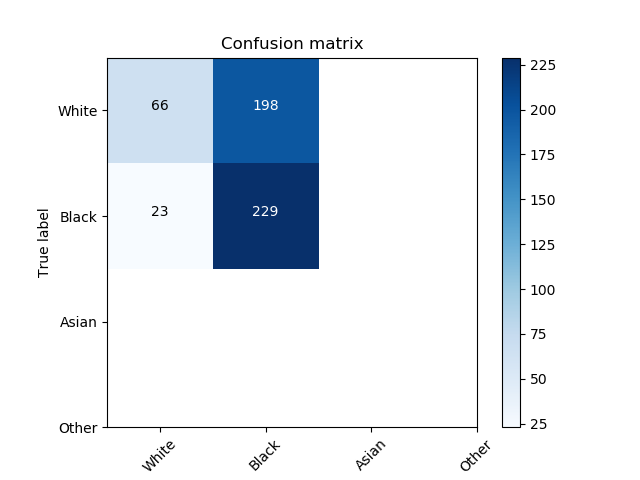 Confusion matrix
True label
White
Black
Asian
Other
66 198
23 229
White Black Asian Other
225
200
175
150
125
100
75
50
25